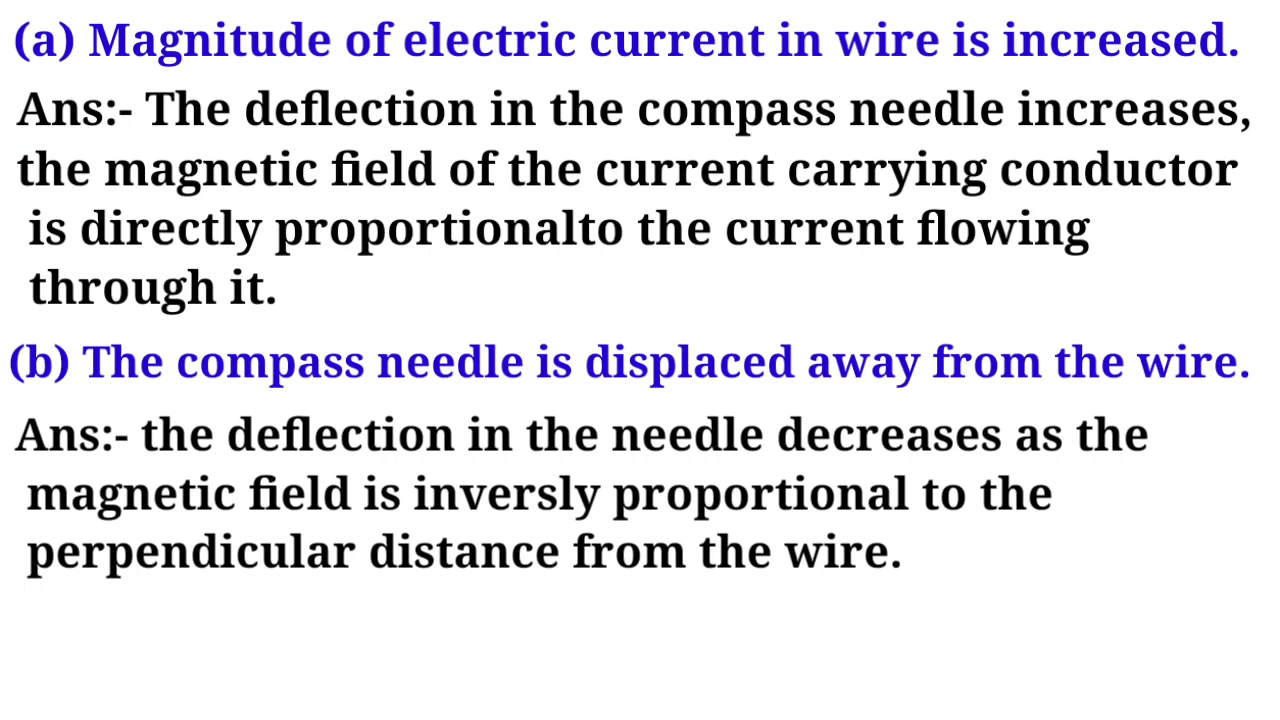 (a) Magnitude of electric current in wire is increased.
Ans:- The deflection in the compass needle increases,
the magnetic field of the current carrying conductor
is directly proportionalto the current flowing
through it.
(b) The compass needle is displaced away from the wire.
Ans:- the deflection in the needle decreases as the
magnetic field is inversly proportional to the
perpendicular distance from the wire.